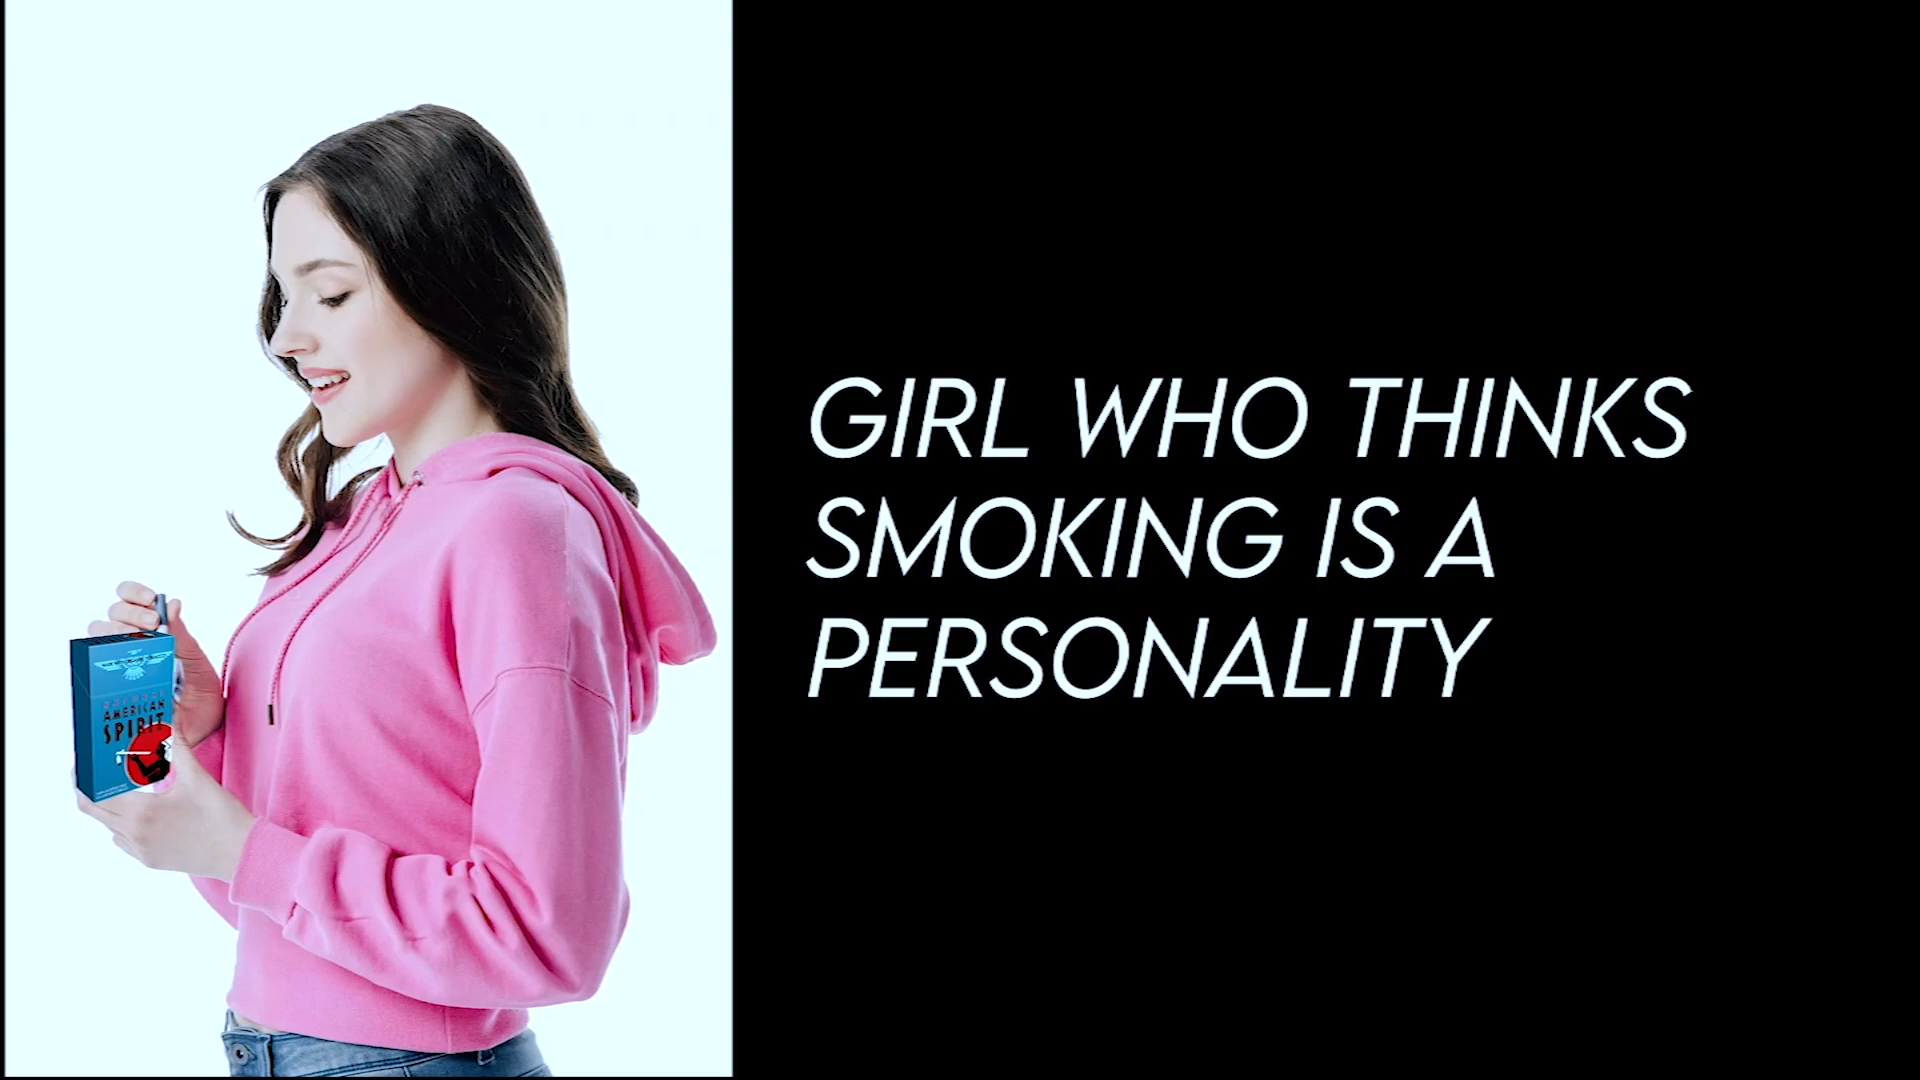 GIRL WHO THINKS
SMOKING IS A
PERSONALITY
AMERICAN
SPIRIT